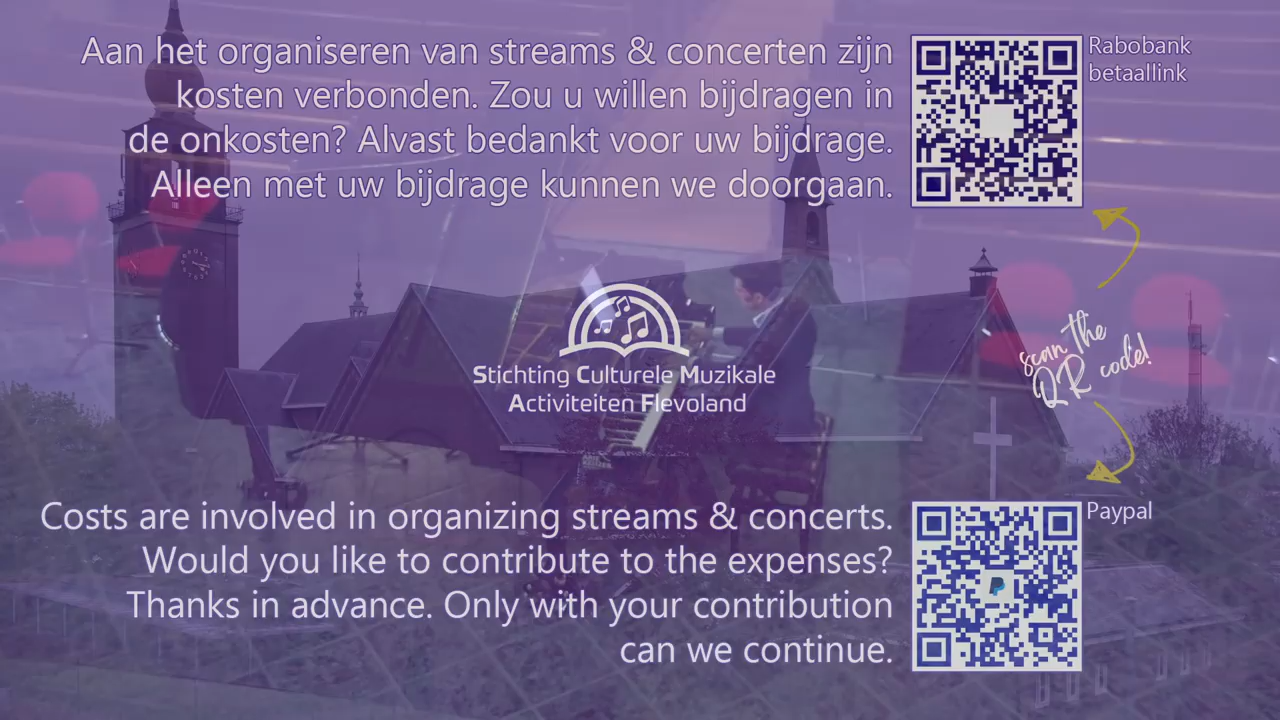 Aan het organiseren van streams & concerten zijn
kosten verbonden. Zou u willen bijdragen in
de onkosten? Alvast bedankt voor uw bijdrage.
Alleen met uw bijdrage kunnen we doorgaan.
Rabobank
betaallink
scan the
QR code!
Stichting Culturele Muzikale
Activiteiten Flevoland
Costs are involved in organizing streams & concerts.
Would you like to contribute to the expenses?
Thanks in advance. Only with your contribution
can we continue.
Paypal